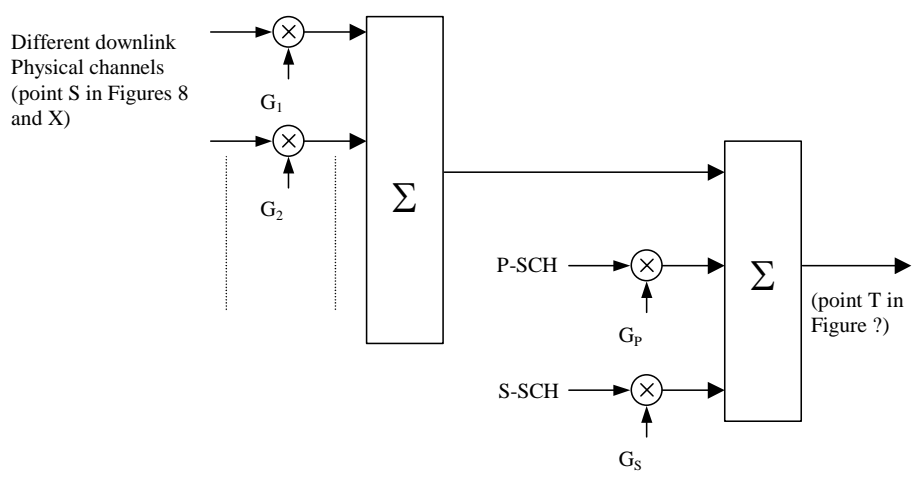 Different downlink
Physical channels
(point S in Figures 8
and X)
G1
G2
Σ
P-SCH
GP
S-SCH
GS
Σ
(point T in
Figure ?)